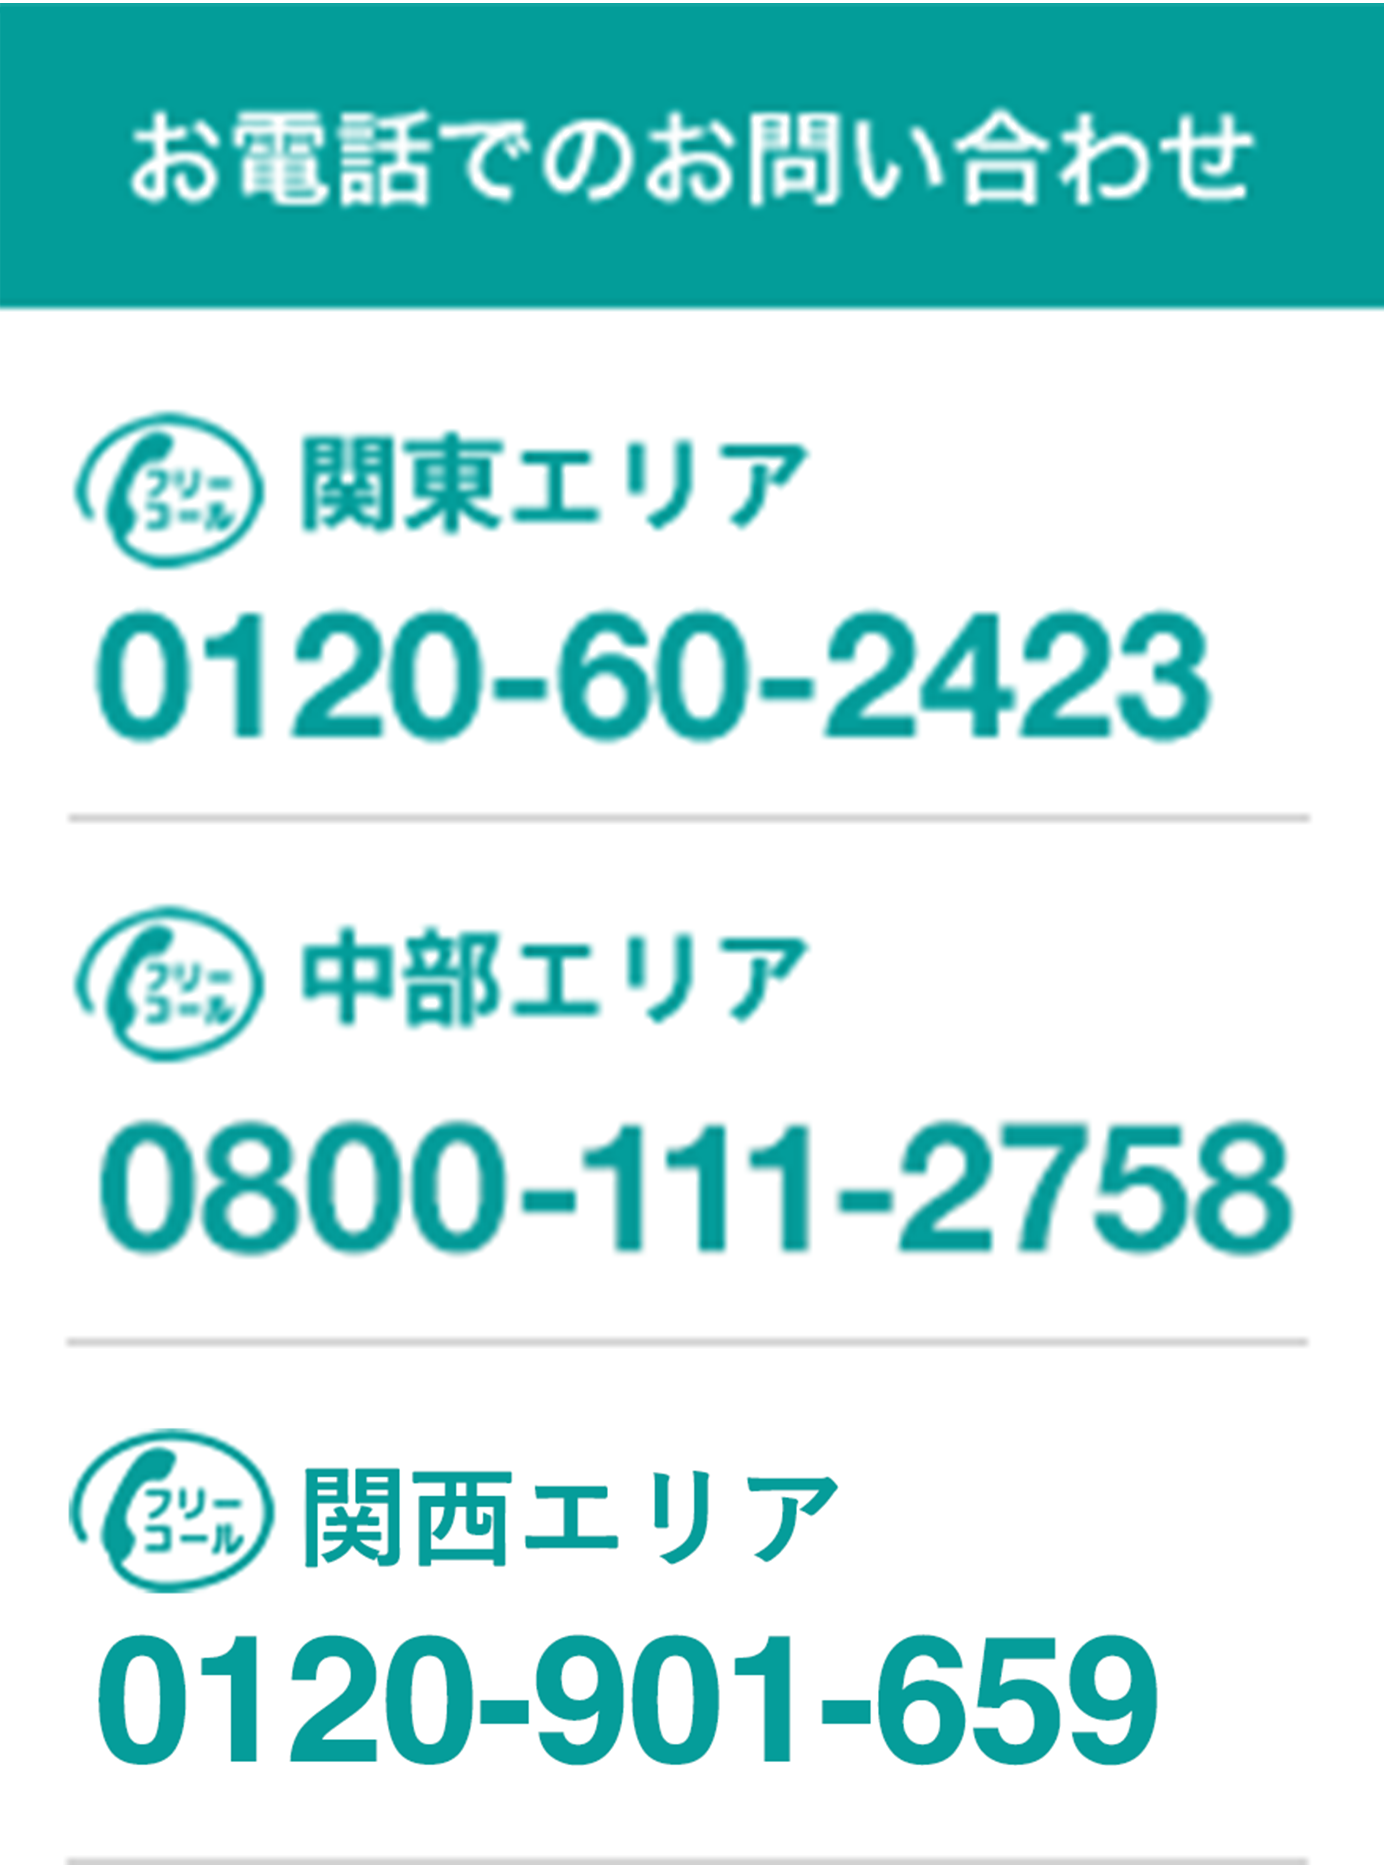 お電話でのお問い合わせ
フリー
コール
関東エリア
0120-60-2423
フリー
コール
中部エリア
0800-111-2758
フリー
コール
関西エリア
0120-901-659